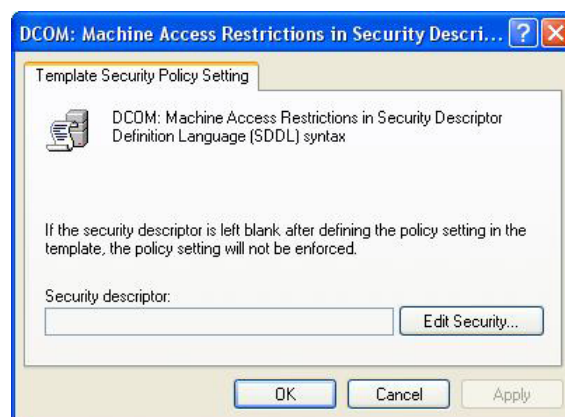 DCOM: Machine Access Restrictions in Security Descri...
Template Security Policy Setting
DCOM: Machine Access Restrictions in Security Descriptor
Definition Language (SDDL) syntax
If the security descriptor is left blank after defining the policy setting in the
template, the policy setting will not be enforced.
Security descriptor:
Edit Security...
OK
Cancel
Apply